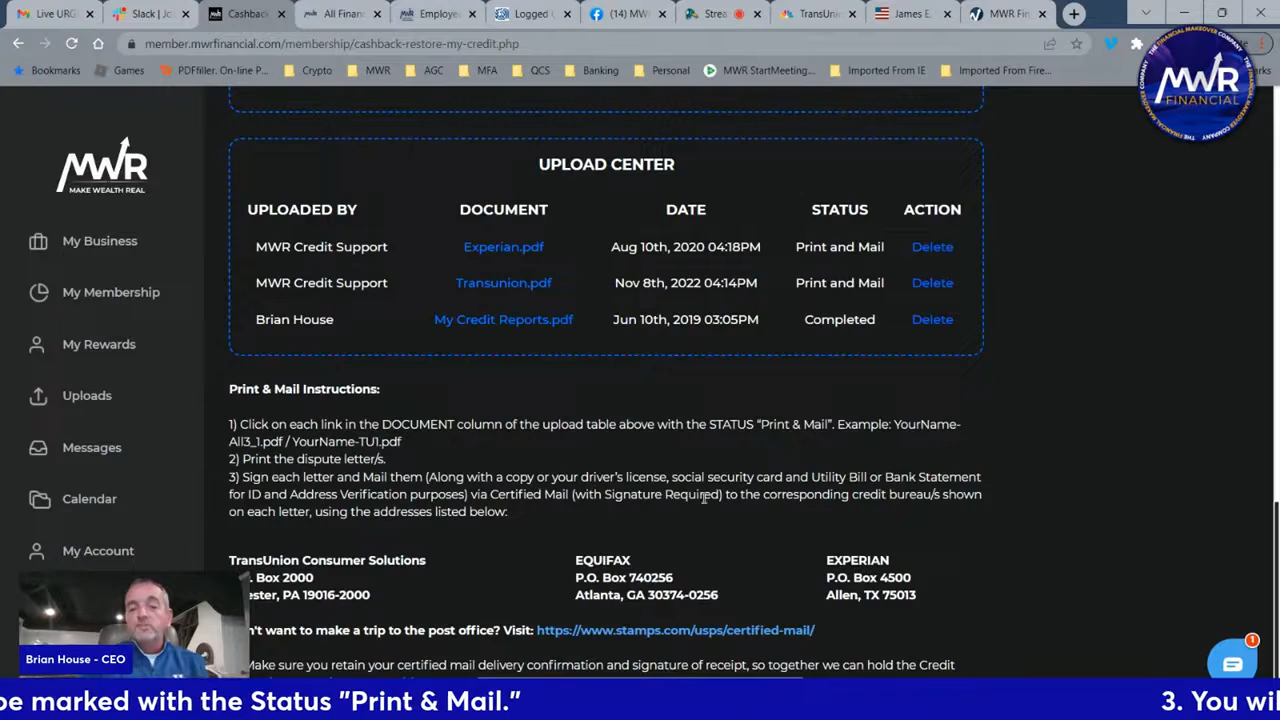 Live URG
Slack | Jo
Cashback
All Financ
Employe
Logged
(14) MW
Strea
TransUn
James E.
MWR Fin
member.mwrfinancial.com/membership/cashback-restore-my-credit.php
Bookmarks
Games
PDFfiller. On-line P...
Crypto
MWR
AGC
MFA
QCS
Banking
Personal
MWR StartMeeting...
Imported From IE
Imported From Fire...
THE FINANCIAL MAKEOVER COMPANY
MWR
FINANCIAL
MWR
MAKE WEALTH REAL
My Business
My Membership
My Rewards
Uploads
Messages
Calendar
My Account
UPLOAD CENTER
UPLOADED BY DOCUMENT DATE STATUS ACTION
MWR Credit Support Experian.pdf Aug 10th, 2020 04:18PM Print and Mail Delete
MWR Credit Support Transunion.pdf Nov 8th, 2022 04:14PM Print and Mail Delete
Brian House My Credit Reports.pdf Jun 10th, 2019 03:05PM Completed Delete
Print & Mail Instructions:
1) Click on each link in the DOCUMENT column of the upload table above with the STATUS “Print & Mail”. Example: YourName-
All3_1.pdf / YourName-TU1.pdf
2) Print the dispute letter/s.
3) Sign each letter and Mail them (Along with a copy or your driver’s license, social security card and Utility Bill or Bank Statement
for ID and Address Verification purposes) via Certified Mail (with Signature Required) to the corresponding credit bureau/s shown
on each letter, using the addresses listed below:
TransUnion Consumer Solutions EQUIFAX EXPERIAN
. Box 2000 P.O. Box 740256 P.O. Box 4500
ester, PA 19016-2000 Atlanta, GA 30374-0256 Allen, TX 75013
n't want to make a trip to the post office? Visit: https://www.stamps.com/usps/certified-mail/
Make sure you retain your certified mail delivery confirmation and signature of receipt, so together we can hold the Credit
Brian House - CEO
1
be marked with the Status "Print & Mail." 3. You wil